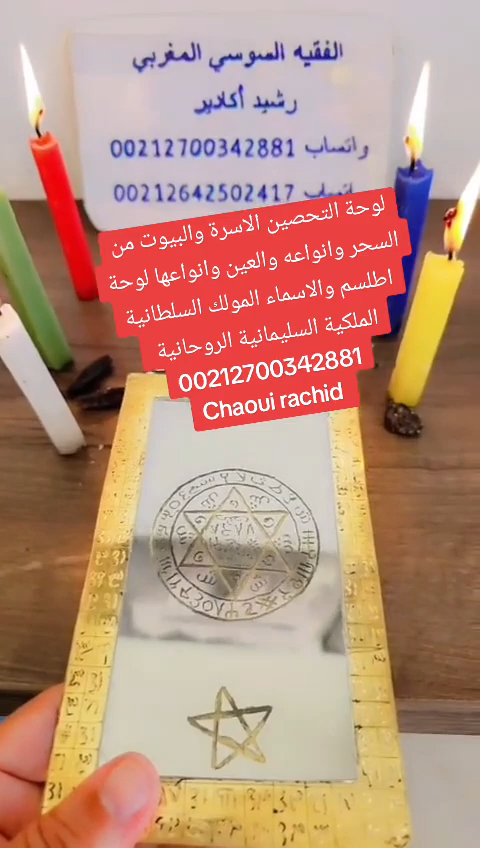 الفقيه السوسي المغربي
رشيد أكادير
واتساب 00212700342881
واتساب 00212642502417
لوحة التحصين الاسرة والبيوت من
السحر وانواعه والعين وانواعها لوحة
اطلسم والاسماء المولك السلطانية
الملكية السليمانية الروحانية
00212700342881
Chaoui rachid